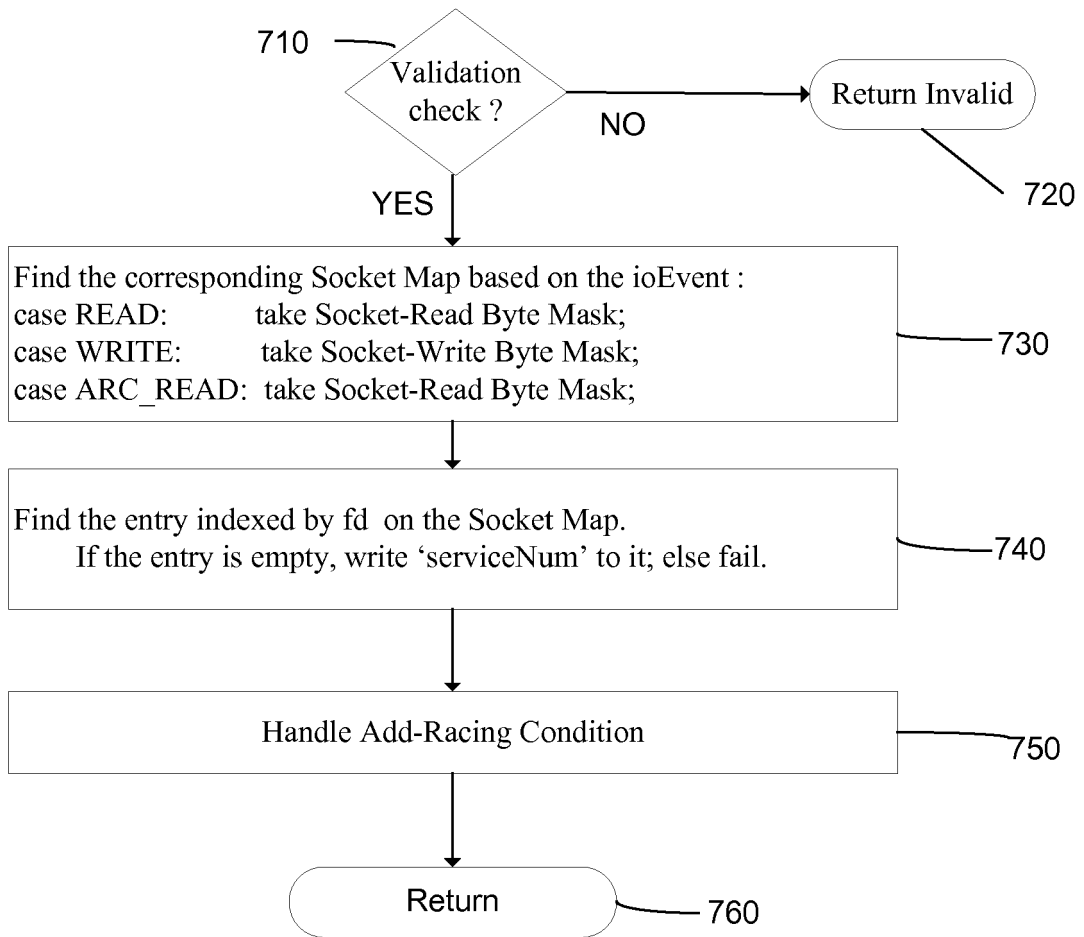 710
Validation
check ?
Return Invalid
NO
720
YES
Find the corresponding Socket Map based on the ioEvent :
case READ: take Socket-Read Byte Mask;
case WRITE: take Socket-Write Byte Mask;
case ARC_READ: take Socket-Read Byte Mask;
730
Find the entry indexed by fd on the Socket Map.
If the entry is empty, write ‘serviceNum’ to it; else fail.
740
Handle Add-Racing Condition
750
Return
760